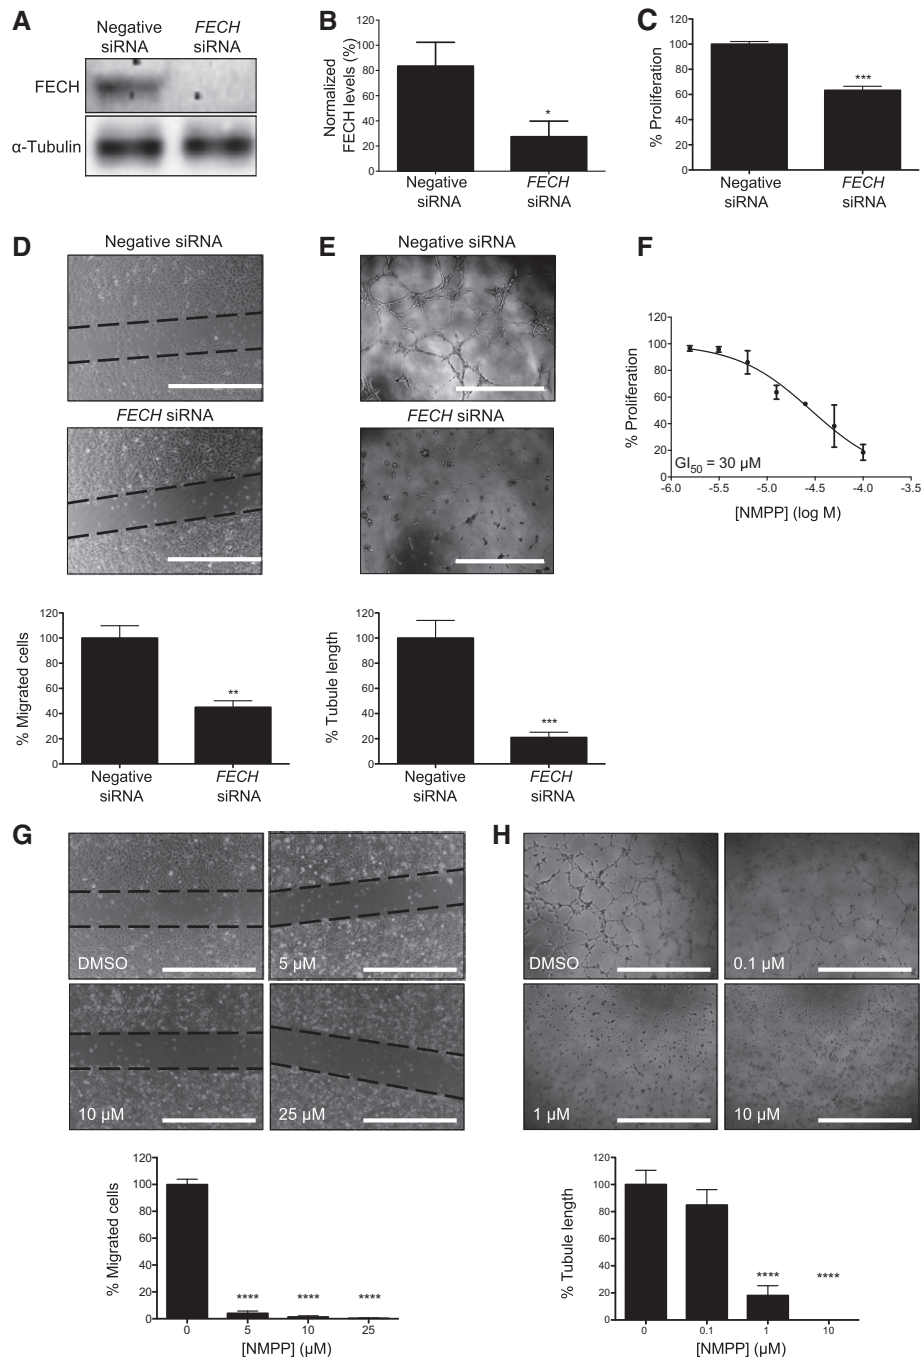 A
Negative
siRNA
FECH
siRNA
FECH
α-Tubulin
B
Normalized
FECH levels (%)
120
100
80
60
40
20
0
*
Negative
siRNA
FECH
siRNA
C
% Proliferation
120
100
80
60
40
20
0
***
Negative
siRNA
FECH
siRNA
D
Negative siRNA
FECH siRNA
% Migrated cells
120
100
80
60
40
20
0
**
Negative
siRNA
FECH
siRNA
E
Negative siRNA
FECH siRNA
% Tubule length
120
100
80
60
40
20
0
***
Negative
siRNA
FECH
siRNA
F
% Proliferation
120
100
80
60
40
20
0
GI50 = 30 µM
-6.0 -5.5 -5.0 -4.5 -4.0 -3.5
[NMPP] (log M)
G
DMSO
5 µM
10 µM
25 µM
% Migrated cells
120
100
80
60
40
20
0
**** **** ****
0 5 10 25
[NMPP] (µM)
H
DMSO
0.1 µM
1 µM
10 µM
% Tubule length
120
100
80
60
40
20
0
**** ****
0 0.1 1 10
[NMPP] (µM)